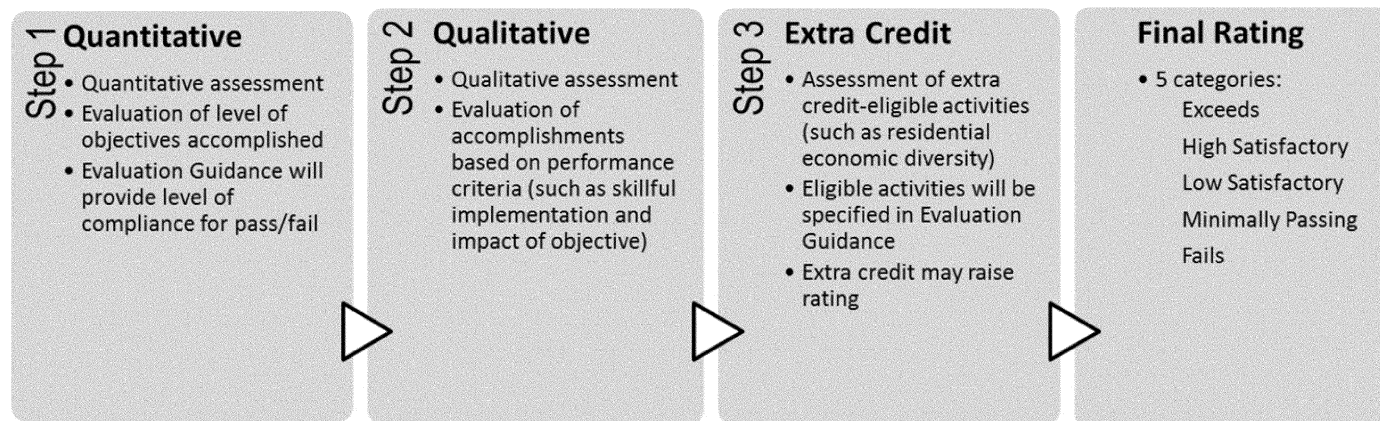 Step 1
Quantitative
• Quantitative assessment
• Evaluation of level of
objectives accomplished
• Evaluation Guidance will
provide level of
compliance for pass/fail
Step 2
Qualitative
• Qualitative assessment
• Evaluation of
accomplishments
based on performance
criteria (such as skillful
implementation and
impact of objective)
Step 3
Extra Credit
• Assessment of extra
credit-eligible activities
(such as residential
economic diversity)
• Eligible activities will be
specified in Evaluation
Guidance
• Extra credit may raise
rating
Final Rating
• 5 categories:
Exceeds
High Satisfactory
Low Satisfactory
Minimally Passing
Fails